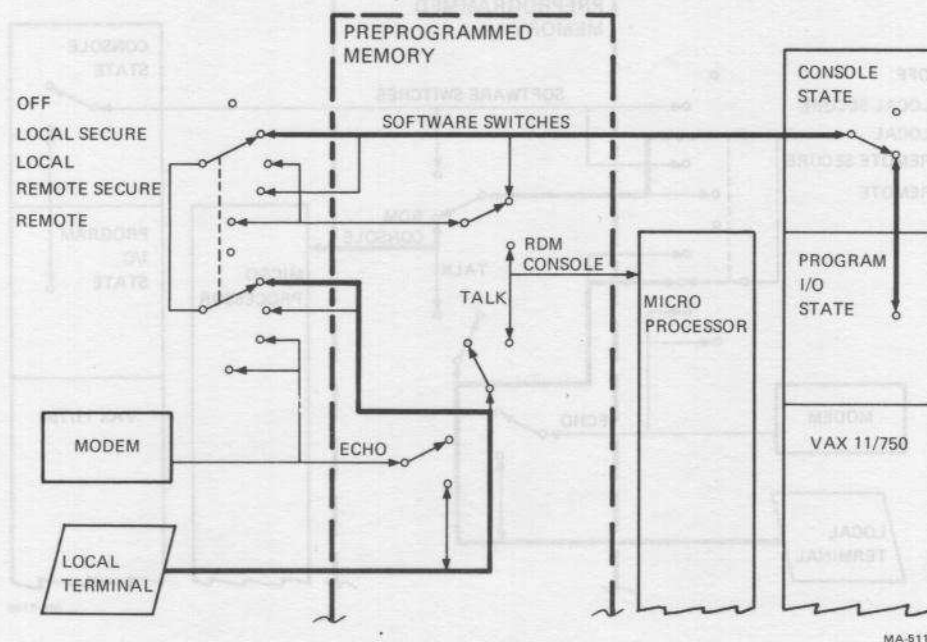 PREPROGRAMMED
MEMORY
CONSOLE
STATE
OFF
LOCAL SECURE
SOFTWARE SWITCHES
LOCAL
REMOTE SECURE
REMOTE
RDM
CONSOLE
PROGRAM
I/O
STATE
TALK
MICRO
PROCESSOR
MODEM
ECHO
VAX 11/750
LOCAL
TERMINAL
MA-511